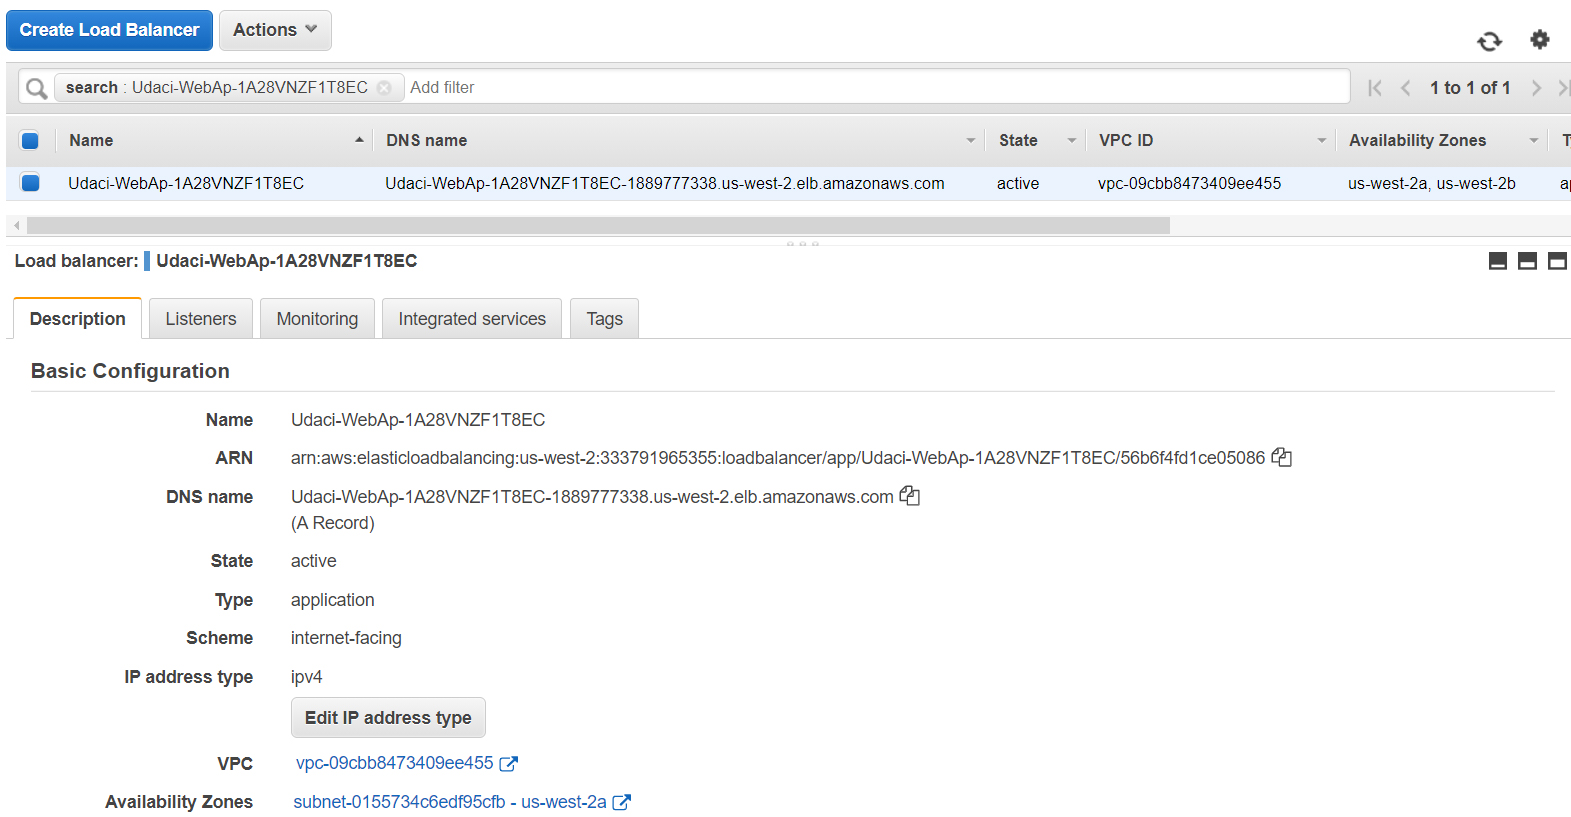 Create Load Balancer Actions
search : Udaci-WebAp-1A28VNZF1T8EC Add filter 1 to 1 of 1
Name DNS name State VPC ID Availability Zones
Udaci-WebAp-1A28VNZF1T8EC Udaci-WebAp-1A28VNZF1T8EC-1889777338.us-west-2.elb.amazonaws.com active vpc-09cbb8473409ee455 us-west-2a, us-west-2b
Load balancer: Udaci-WebAp-1A28VNZF1T8EC
Description Listeners Monitoring Integrated services Tags
Basic Configuration
Name Udaci-WebAp-1A28VNZF1T8EC
ARN arn:aws:elasticloadbalancing:us-west-2:333791965355:loadbalancer/app/Udaci-WebAp-1A28VNZF1T8EC/56b6f4fd1ce05086
DNS name Udaci-WebAp-1A28VNZF1T8EC-1889777338.us-west-2.elb.amazonaws.com
(A Record)
State active
Type application
Scheme internet-facing
IP address type ipv4
Edit IP address type
VPC vpc-09cbb8473409ee455
Availability Zones subnet-0155734c6edf95cfb - us-west-2a